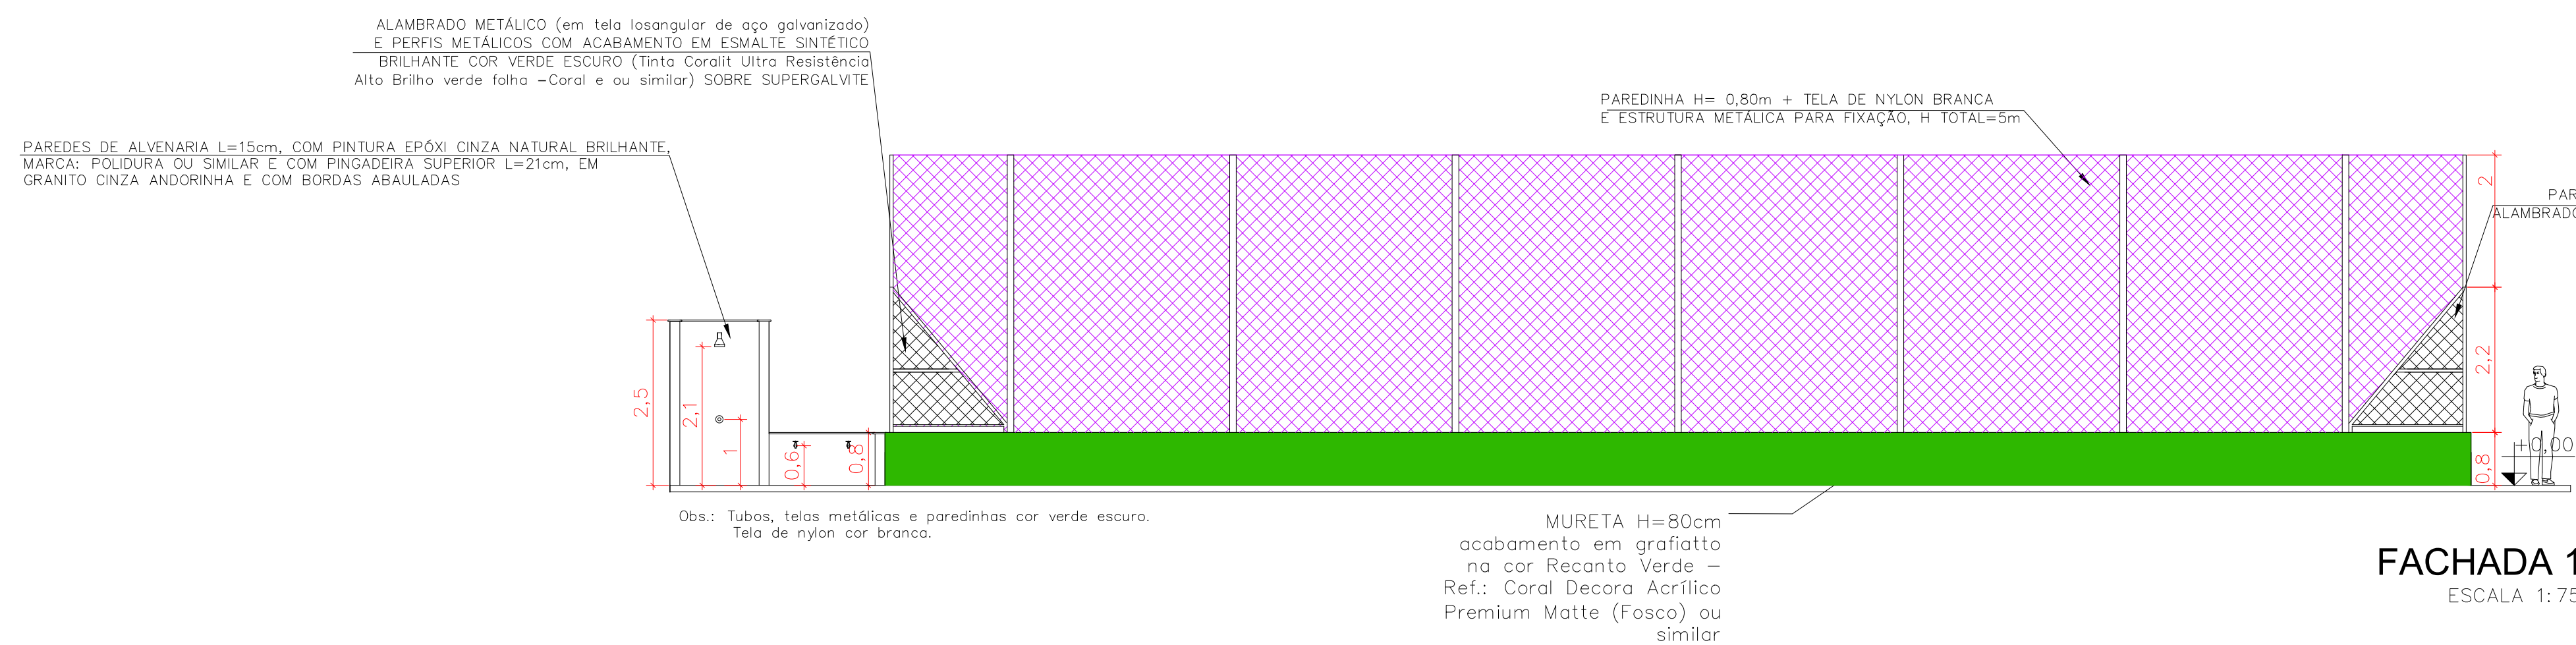 ALAMBRADO METÁLICO (em tela losangular de aço galvanizado)
E PERFIS METÁLICOS COM ACABAMENTO EM ESMALTE SINTÉTICO
BRILHANTE COR VERDE ESCURO (Tinta Coralit Ultra Resistência
Alto Brilho verde folha -Coral e ou similar) SOBRE SUPERGALVITE
PAREDES DE ALVENARIA L=15cm, COM PINTURA EPÓXI CINZA NATURAL BRILHANTE,
MARCA: POLIDURA OU SIMILAR E COM PINGADEIRA SUPERIOR L=21cm, EM
GRANITO CINZA ANDORINHA E COM BORDAS ABAULADAS
PAREDINHA H= 0,80m + TELA DE NYLON BRANCA
E ESTRUTURA METÁLICA PARA FIXAÇÃO, H TOTAL=5m
PAR
ALAMBRADO
2
2,2
0,8
+0,00
2,5
2,1
1
0,6
0,8
Obs.: Tubos, telas metálicas e paredinhas cor verde escuro.
Tela de nylon cor branca.
MURETA H=80cm
acabamento em grafiatto
na cor Recanto Verde -
Ref.: Coral Decora Acrílico
Premium Matte (Fosco) ou
similar
FACHADA 1
ESCALA 1:75